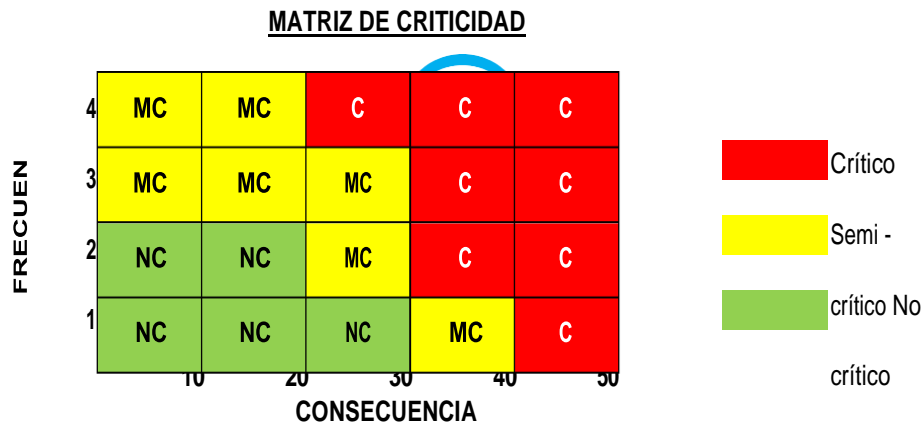 MATRIZ DE CRITICIDAD
FRECUEN
4 MC MC C C C
3 MC MC MC C C
2 NC NC MC C C
1 NC NC NC MC C
10 20 30 40 50
CONSECUENCIA
Crítico
Semi -
crítico No
crítico